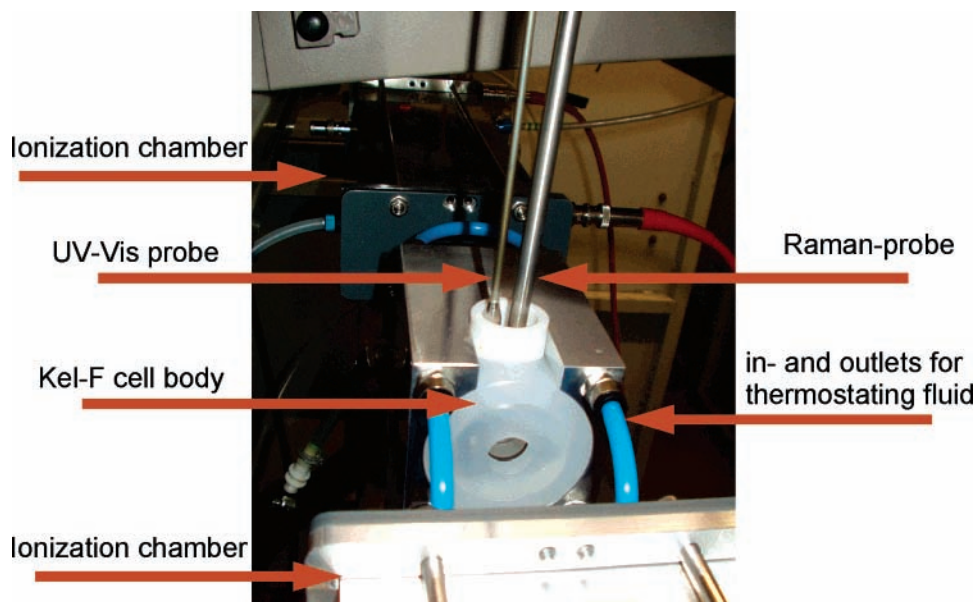 Ionization chamber
UV-Vis probe
Raman-probe
Kel-F cell body
in- and outlets for
thermostating fluid
Ionization chamber